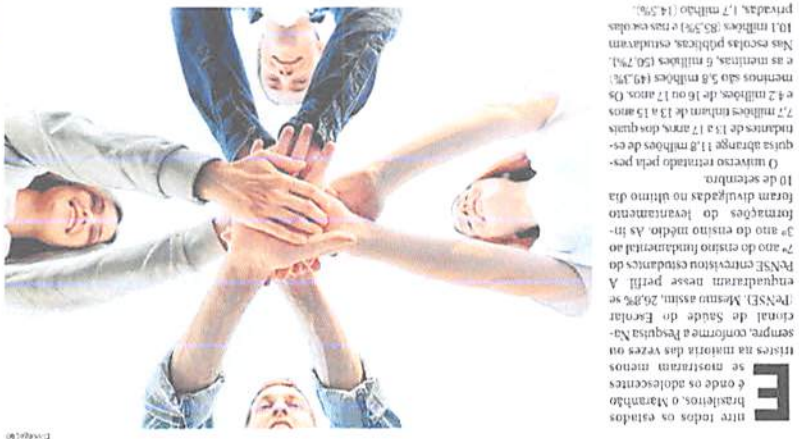 Divulgação
Entre todos os estados
brasileiros, o Maranhão
é onde os adolescentes
se mostraram menos
tristes na maioria das vezes ou
sempre, conforme a Pesquisa Na-
cional de Saúde do Escolar
(PeNSE). Mesmo assim, 26,8% se
enquadraram nesse perfil. A
PeNSE entrevistou estudantes do
7º ano do ensino fundamental ao
3º ano do ensino médio. As in-
formações do levantamento
foram divulgadas no último dia
10 de setembro.
O universo retratado pela pes-
quisa abrange 11,8 milhões de es-
tudantes de 13 a 17 anos, dos quais
7,7 milhões tinham de 13 a 15 anos
e 4,2 milhões, de 16 ou 17 anos. Os
meninos são 5,8 milhões (49,3%)
e as meninas, 6 milhões (50,7%).
Nas escolas públicas, estudavam
10,1 milhões (85,5%) e nas escolas
privadas, 1,7 milhão (14,5%).